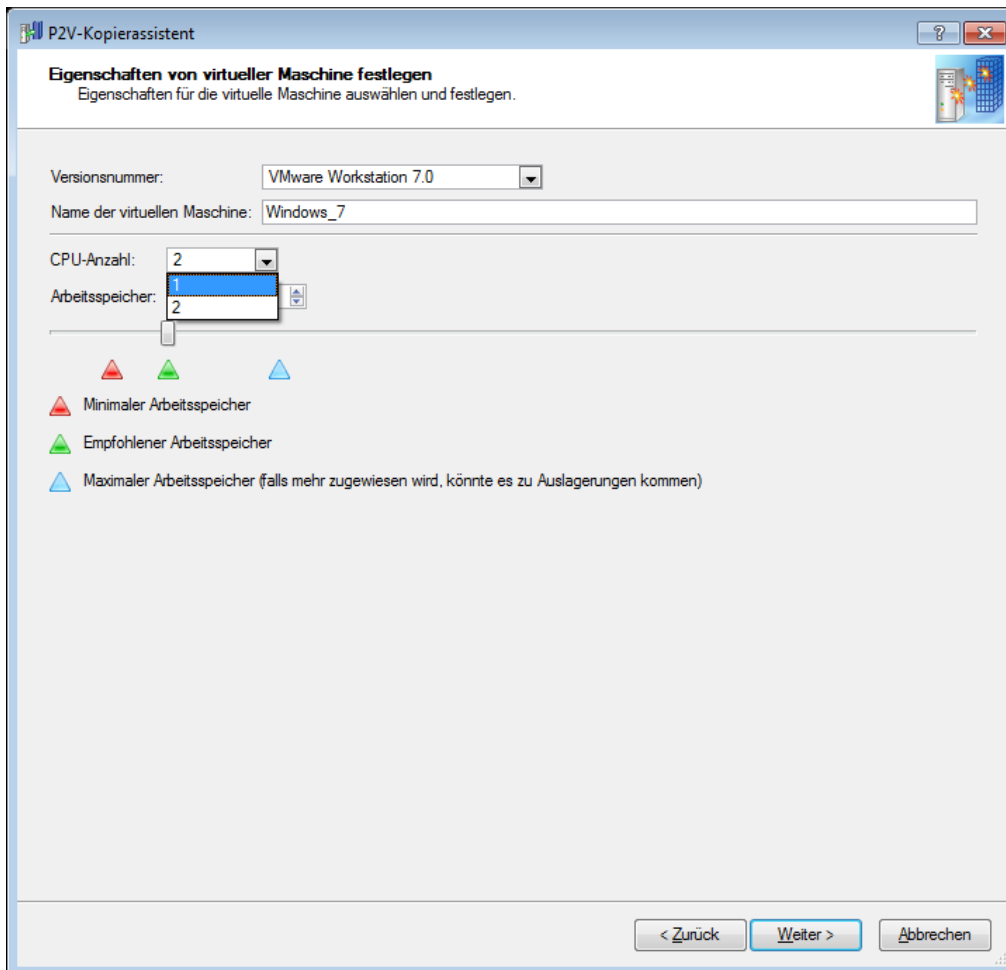 P2V-Kopierassistent
Eigenschaften von virtueller Maschine festlegen
Eigenschaften für die virtuelle Maschine auswählen und festlegen.
Versionsnummer: VMware Workstation 7.0
Name der virtuellen Maschine: Windows_7
CPU-Anzahl: 2
1
Arbeitsspeicher:
2
Minimaler Arbeitsspeicher
Empfohlener Arbeitsspeicher
Maximaler Arbeitsspeicher (falls mehr zugewiesen wird, könnte es zu Auslagerungen kommen)
< Zurück Weiter > Abbrechen